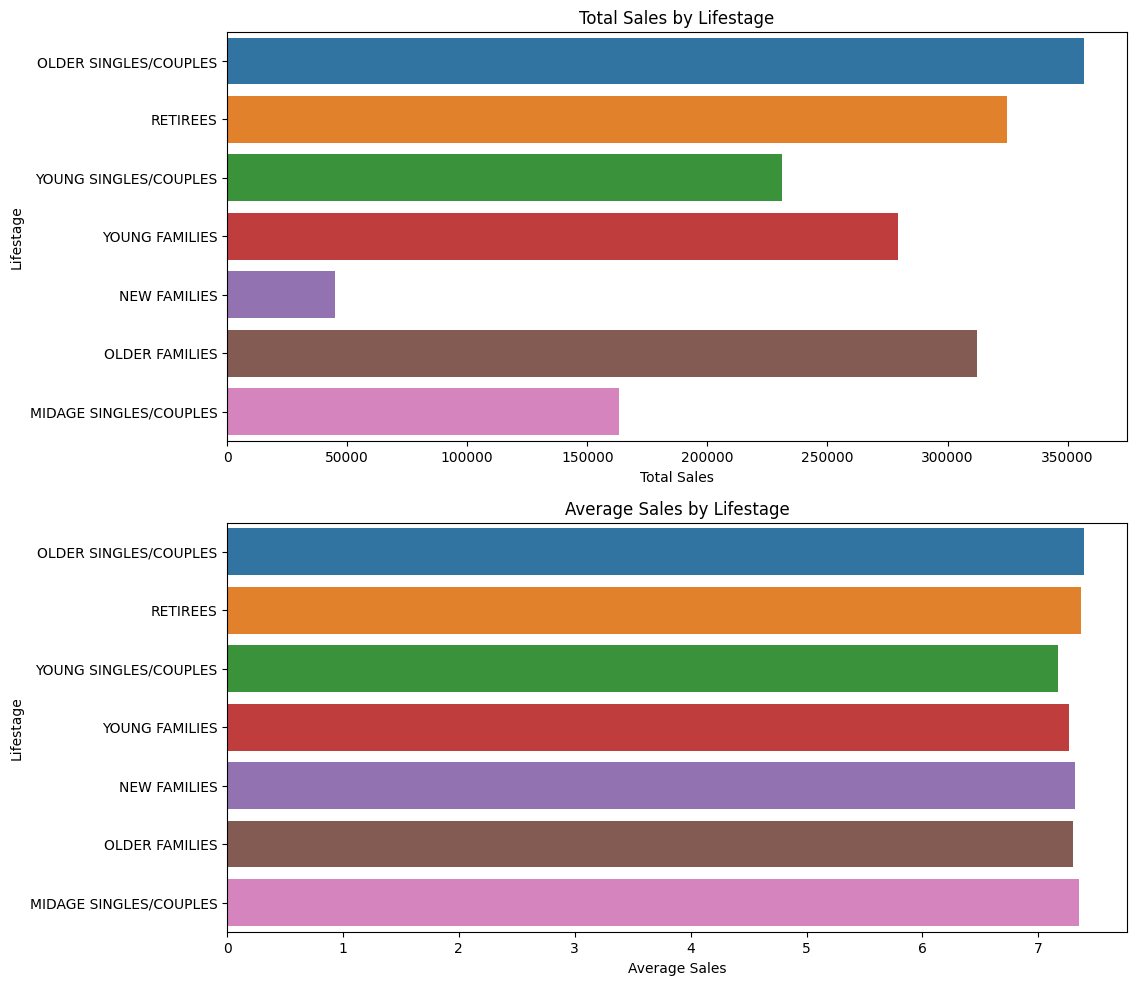 Total Sales by Lifestage
Lifestage
OLDER SINGLES/COUPLES
RETIREES
YOUNG SINGLES/COUPLES
YOUNG FAMILIES
NEW FAMILIES
OLDER FAMILIES
MIDAGE SINGLES/COUPLES
0 50000 100000 150000 200000 250000 300000 350000
Total Sales
Average Sales by Lifestage
Lifestage
OLDER SINGLES/COUPLES
RETIREES
YOUNG SINGLES/COUPLES
YOUNG FAMILIES
NEW FAMILIES
OLDER FAMILIES
MIDAGE SINGLES/COUPLES
0 1 2 3 4 5 6 7
Average Sales